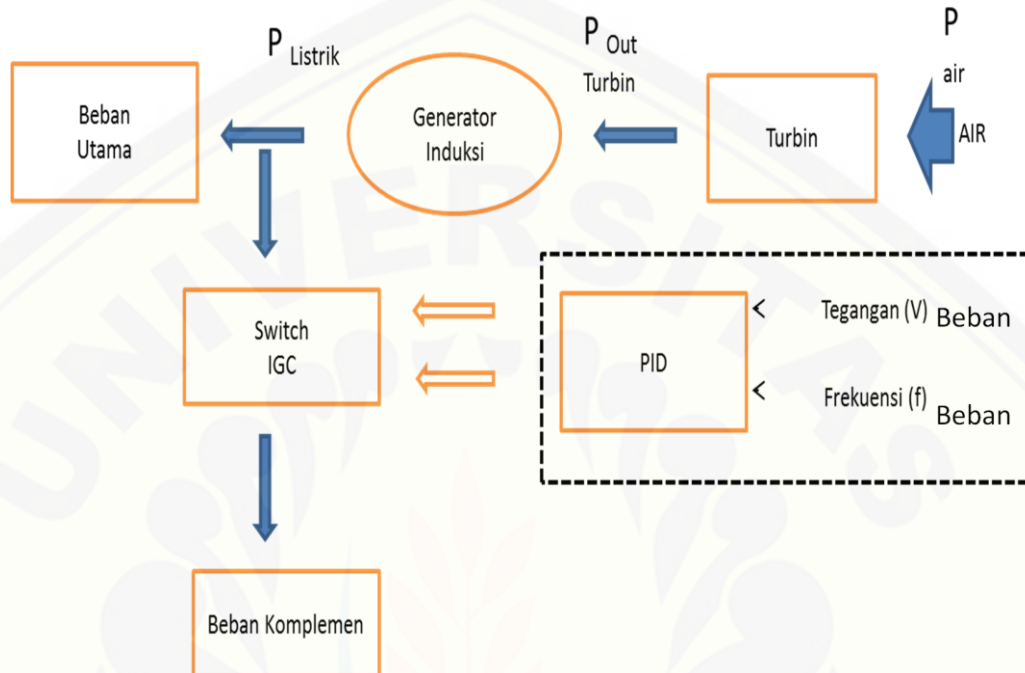 P Listrik
P Out
Turbin
P
air
AIR
Beban
Utama
Generator
Induksi
Turbin
Switch
IGC
PID
Tegangan (V) Beban
Frekuensi (f) Beban
Beban Komplemen
UNIVERSITAS